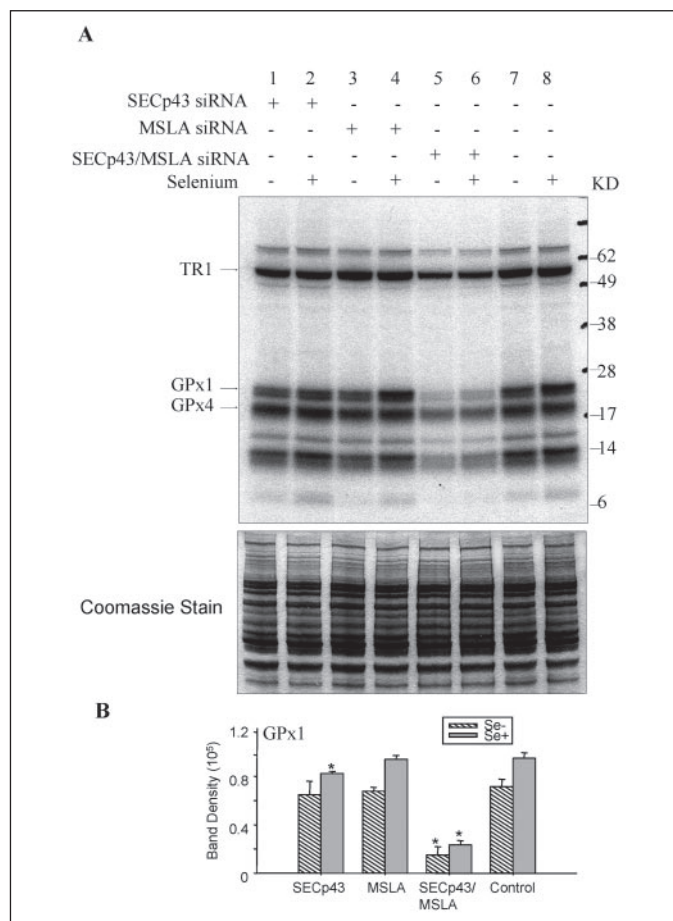 A
1 2 3 4 5 6 7 8
SECp43 siRNA + + - - - - - -
MSLA siRNA - - + + - - - -
SECp43/MSLA siRNA - - - - + + - -
Selenium - + - + - + - + KD
62
TR1
49
38
28
GPx1
GPx4
17
14
6
Coomassie Stain
B
GPx1
Se-
Se+
Band Density (10⁵)
1.2
0.8
0.4
0
* * *
SECp43 MSLA SECp43/MSLA Control